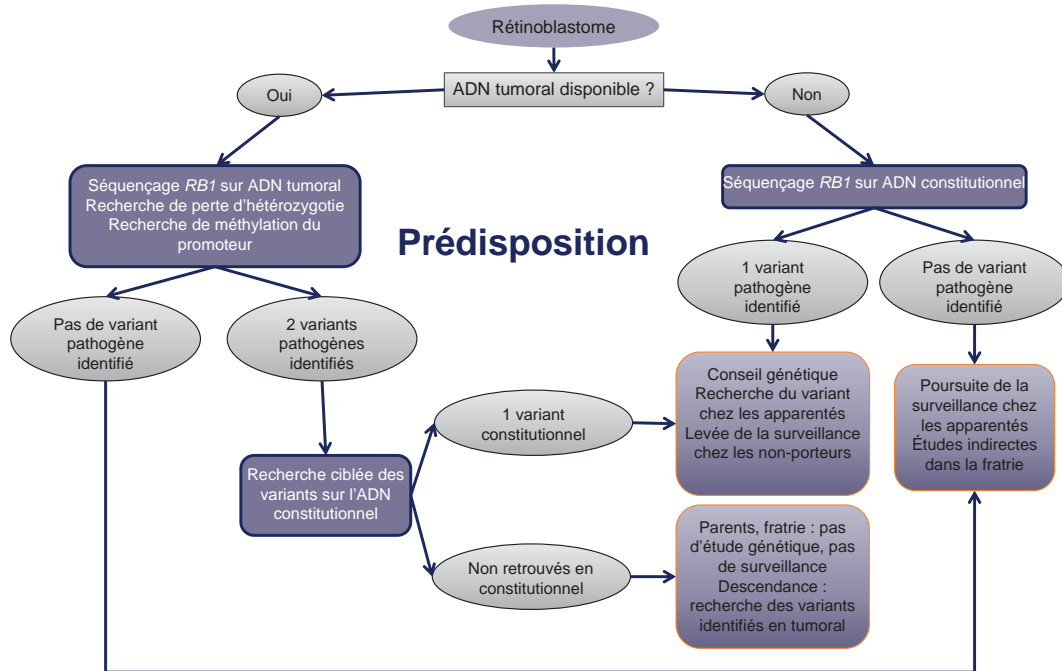 Rétinoblastome
ADN tumoral disponible ?
Oui
Non
Séquençage RB1 sur ADN tumoral
Recherche de perte d'hétérozygotie
Recherche de méthylation du
promoteur
Séquençage RB1 sur ADN constitutionnel
Prédisposition
Pas de variant
pathogène
identifié
2 variants
pathogènes
identifiés
1 variant
pathogène
identifié
Pas de variant
pathogène
identifié
Recherche ciblée des
variants sur l'ADN
constitutionnel
1 variant
constitutionnel
Conseil génétique
Recherche du variant
chez les apparentés
Levée de la surveillance
chez les non-porteurs
Poursuite de la
surveillance chez
les apparentés
Études indirectes
dans la fratrie
Non retrouvés en
constitutionnel
Parents, fratrie : pas
d'étude génétique, pas
de surveillance
Descendance :
recherche des variants
identifiés en tumoral